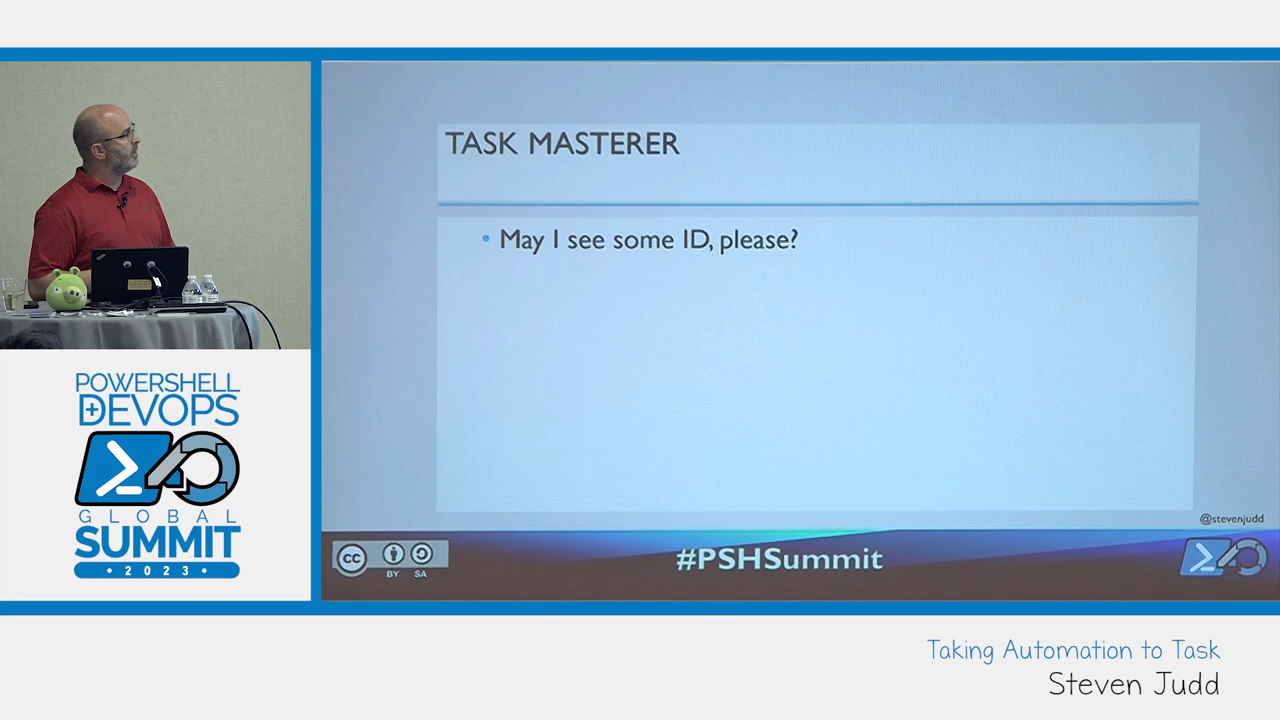 TASK MASTERER
• May I see some ID, please?
@stevenjudd
cc
BY SA
#PSHSummit
POWERSHELL
+DEVOPS
GLOBAL
SUMMIT
• 2023 •
Taking Automation to Task
Steven Judd